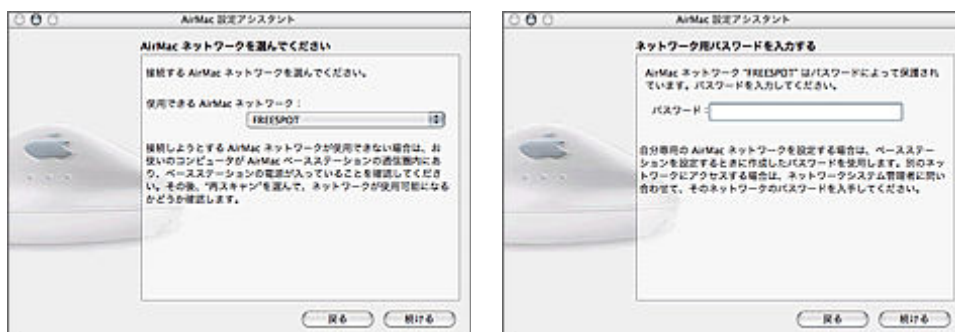 AirMac 設定アシスタント
AirMac ネットワークを選んでください
接続する AirMac ネットワークを選んでください。
使用できる AirMac ネットワーク：
FREESPOT
接続しようとする AirMac ネットワークが使用できない場合は、お
使いのコンピュータが AirMac ベースステーションの通信圏内にあ
り、ベースステーションの電源が入っていることを確認してくださ
い。その後、“再スキャン”を選んで、ネットワークが使用可能になる
かどうか確認します。
戻る
続ける
AirMac 設定アシスタント
ネットワーク用パスワードを入力する
AirMac ネットワーク “FREESPOT” はパスワードによって保護され
ています。パスワードを入力してください。
パスワード：
自分専用の AirMac ネットワークを設定する場合は、ベースステー
ションを設定するときに作成したパスワードを使用します。別のネッ
トワークにアクセスする場合は、ネットワークシステム管理者に問い
合わせて、そのネットワークのパスワードを入手してください。
戻る
続ける